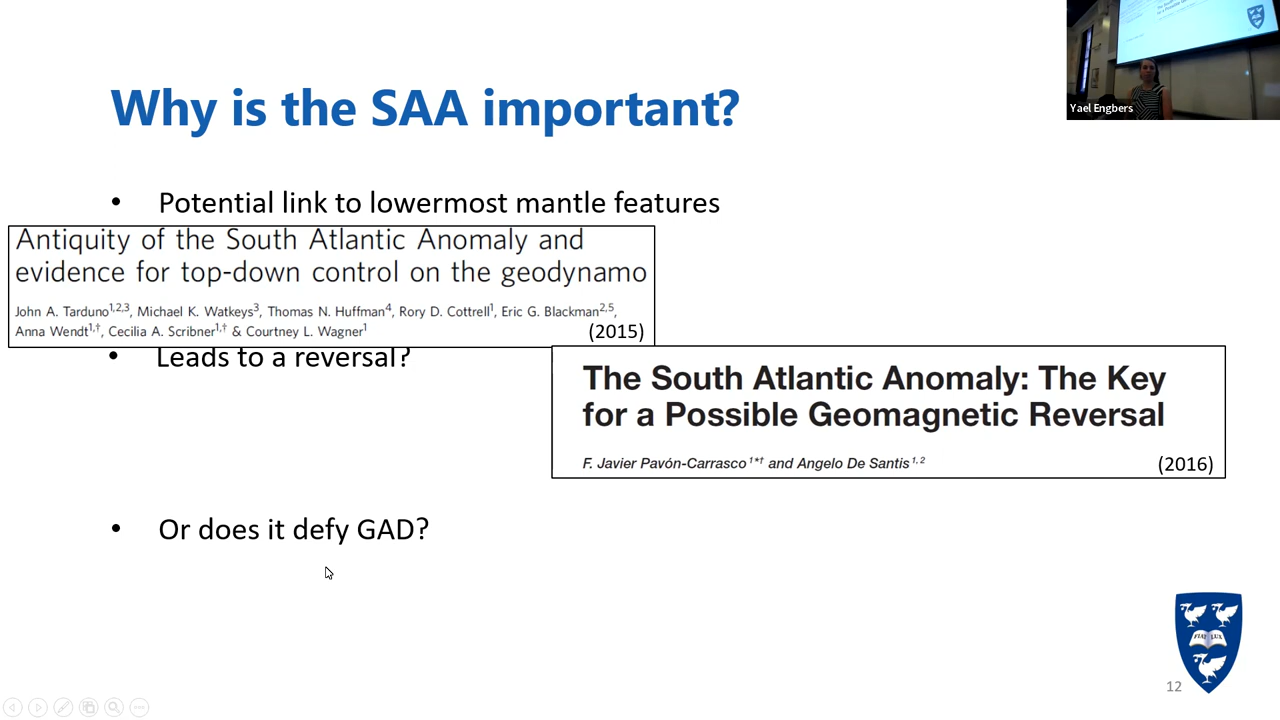 Why is the SAA important?
Yael Engbers
• Potential link to lowermost mantle features
Antiquity of the South Atlantic Anomaly and
evidence for top-down control on the geodynamo
John A. Tarduno1,2,3, Michael K. Watkeys3, Thomas N. Huffman4, Rory D. Cottrell1, Eric G. Blackman2,5,
Anna Wendt1,†, Cecilia A. Scribner1,† & Courtney L. Wagner1
(2015)
• Leads to a reversal?
The South Atlantic Anomaly: The Key
for a Possible Geomagnetic Reversal
F. Javier Pavón-Carrasco1*† and Angelo De Santis1,2
(2016)
• Or does it defy GAD?
FIAT LUX
12